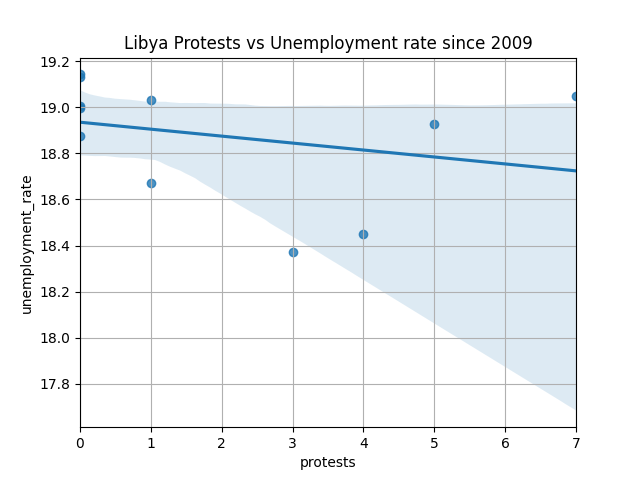 Libya Protests vs Unemployment rate since 2009
19.2
19.0
18.8
18.6
18.4
18.2
18.0
17.8
unemployment_rate
0 1 2 3 4 5 6 7
protests